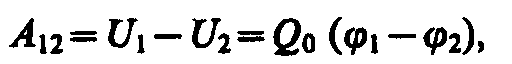 A₁₂ = U₁ − U₂ = Q₀ (φ₁ − φ₂),